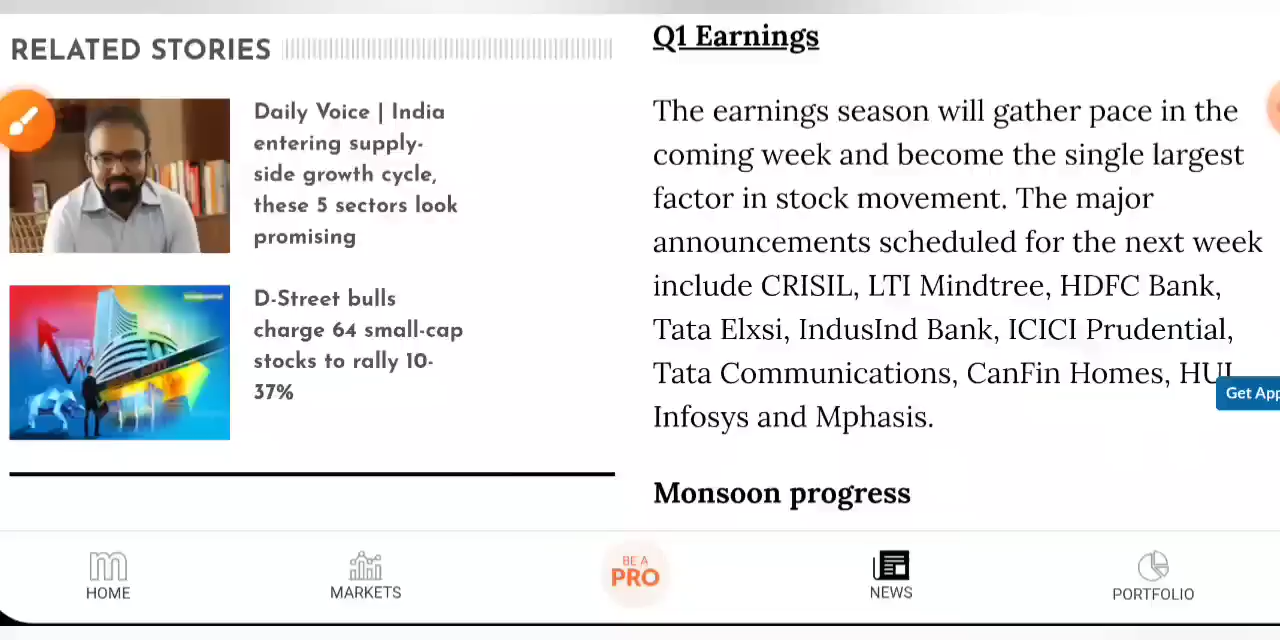 RELATED STORIES
Daily Voice | India
entering supply-
side growth cycle,
these 5 sectors look
promising
D-Street bulls
charge 64 small-cap
stocks to rally 10-
37%
Q1 Earnings
The earnings season will gather pace in the
coming week and become the single largest
factor in stock movement. The major
announcements scheduled for the next week
include CRISIL, LTI Mindtree, HDFC Bank,
Tata Elxsi, IndusInd Bank, ICICI Prudential,
Tata Communications, CanFin Homes, HUL
Infosys and Mphasis.
Get App
Monsoon progress
HOME
MARKETS
BE A
PRO
NEWS
PORTFOLIO